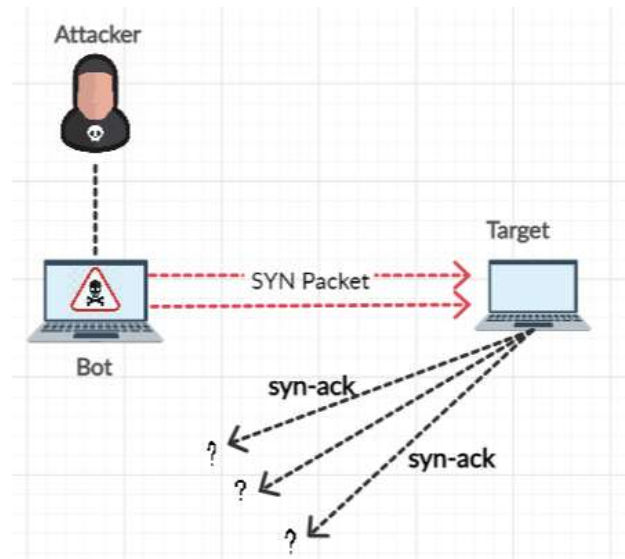 Attacker
Target
SYN Packet
Bot
syn-ack
?
syn-ack
?
?